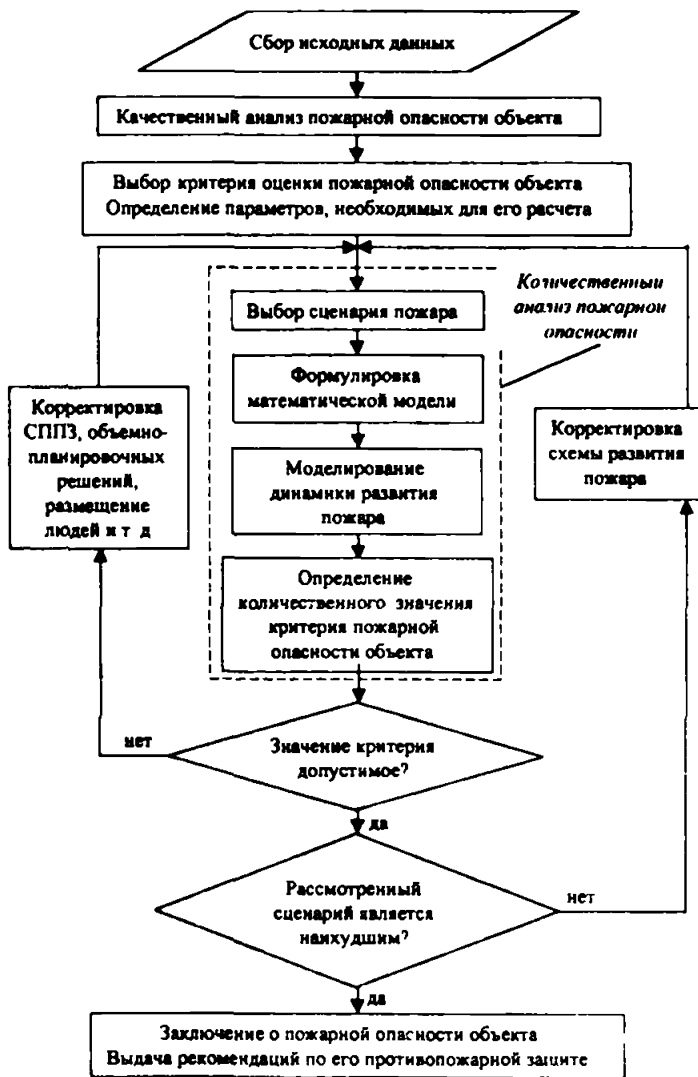 Сбор исходных данных
Качественный анализ пожарной опасности объекта
Выбор критерия оценки пожарной опасности объекта
Определение параметров, необходимых для его расчета
Количественный
анализ пожарной
опасности
Выбор сценария пожара
Формулировка
математической модели
Моделирование
динамики развития
пожара
Определение
количественного значения
критерия пожарной
опасности объекта
Корректировка
СППЗ, объемно-
планировочных
решений,
размещение
людей и т д
Корректировка
схемы развития
пожара
нет
Значение критерия
допустимое?
да
Рассмотренный
сценарий является
наихудшим?
нет
да
Заключение о пожарной опасности объекта
Выдача рекомендаций по его противопожарной защите